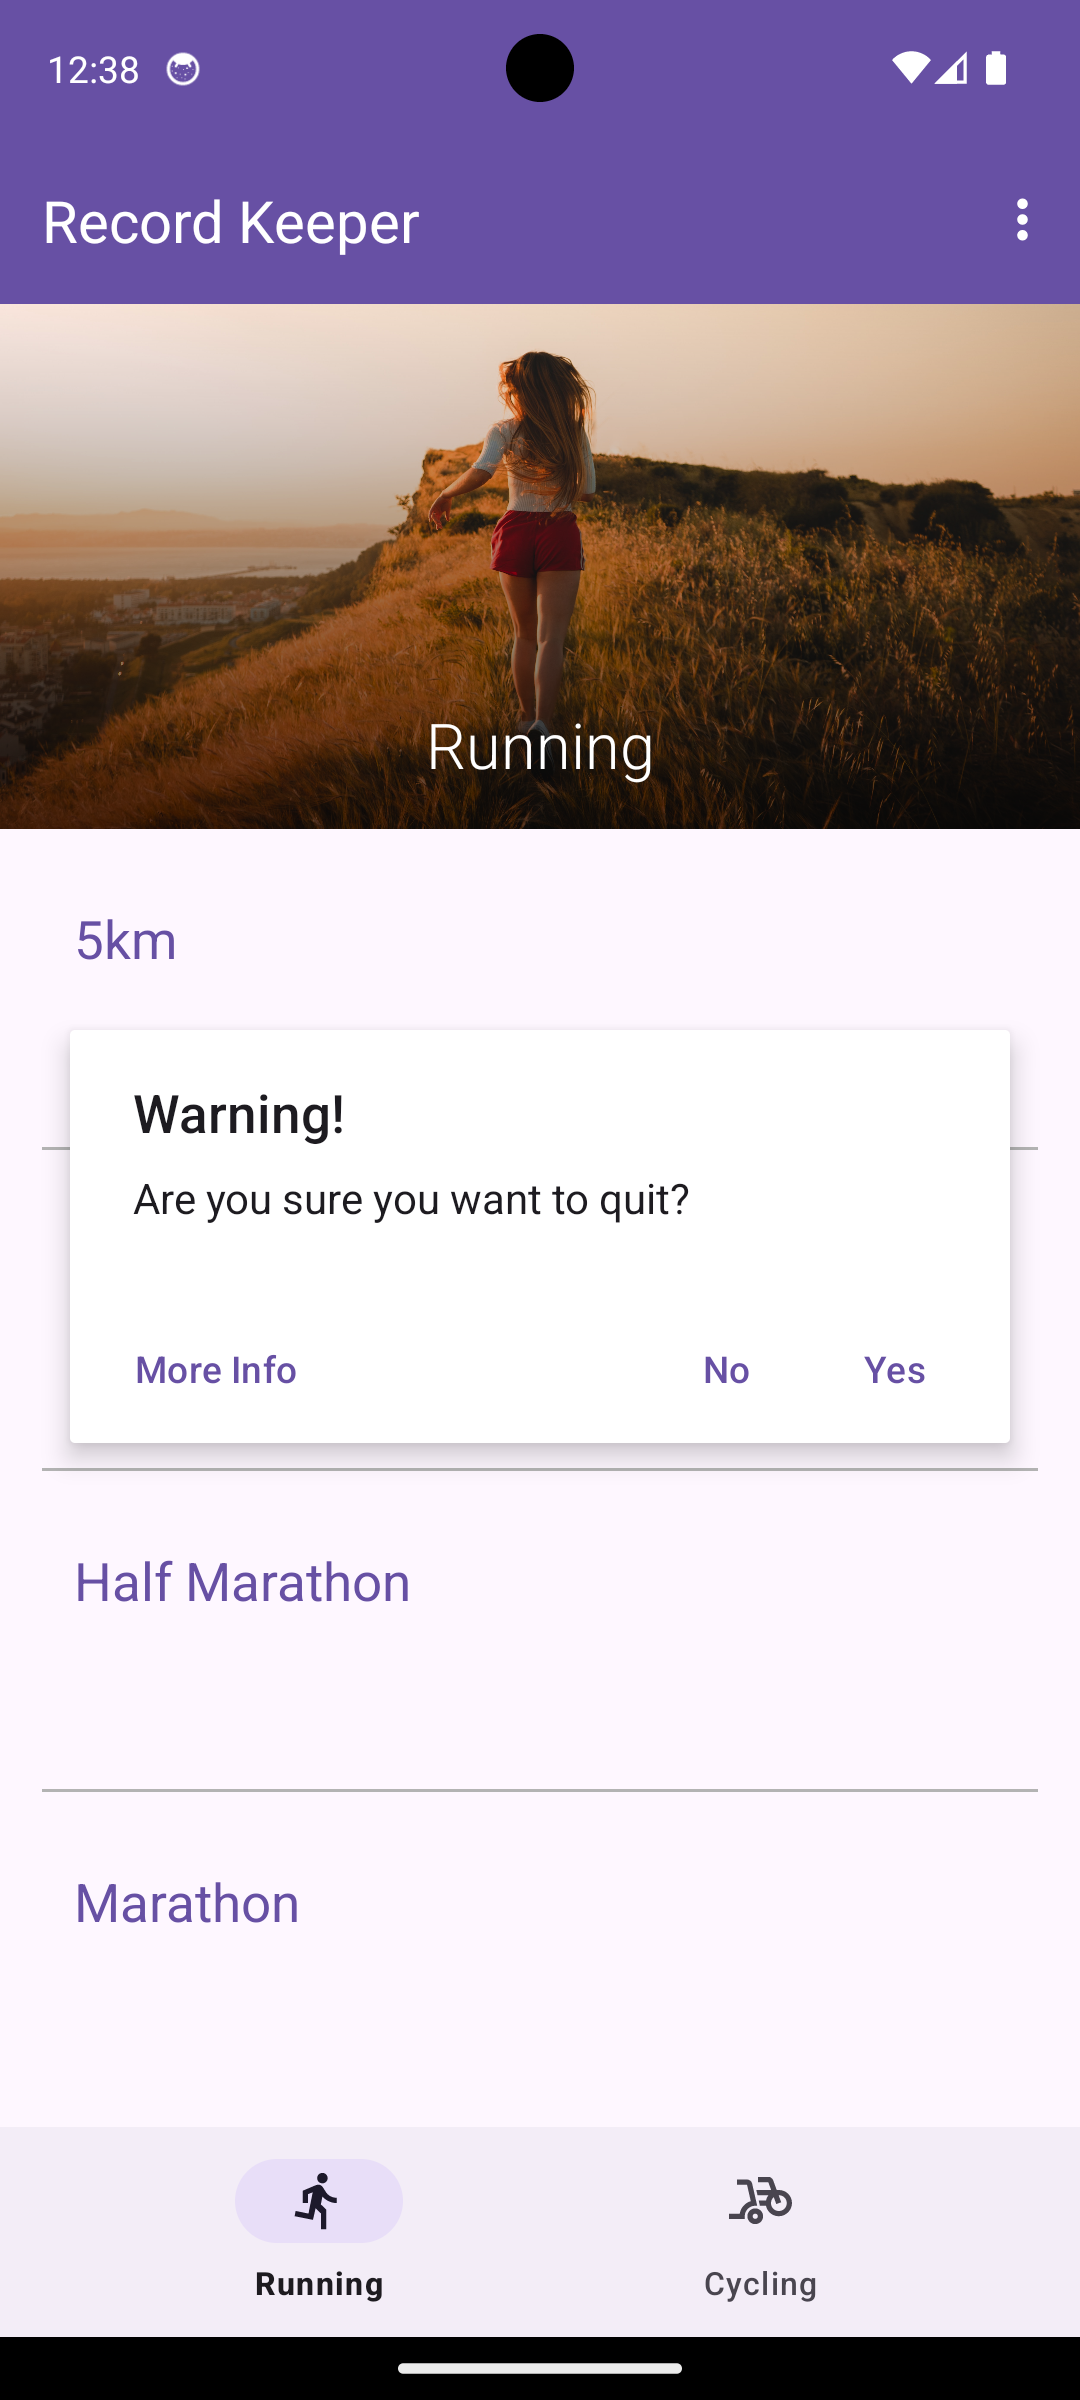 12:38
Record Keeper
Running
5km
Warning!
Are you sure you want to quit?
More Info
No
Yes
Half Marathon
Marathon
Running
Cycling